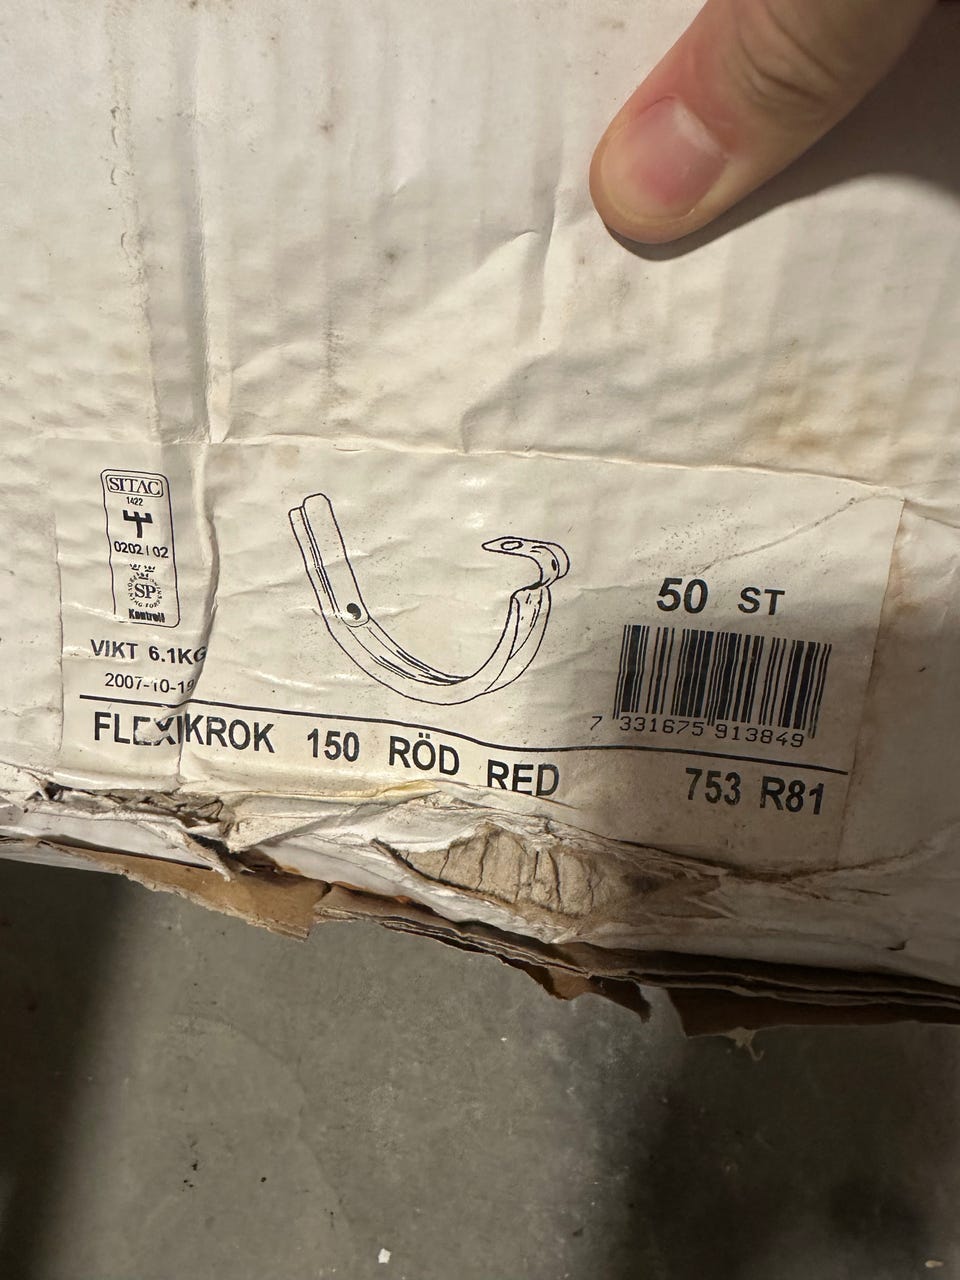 SITAC
1422
0202 / 02
SP
Kontroll
VIKT 6.1KG
2007-10-19
50 ST
7 331675 913849
FLEXIKROK 150 RÖD RED
753 R81